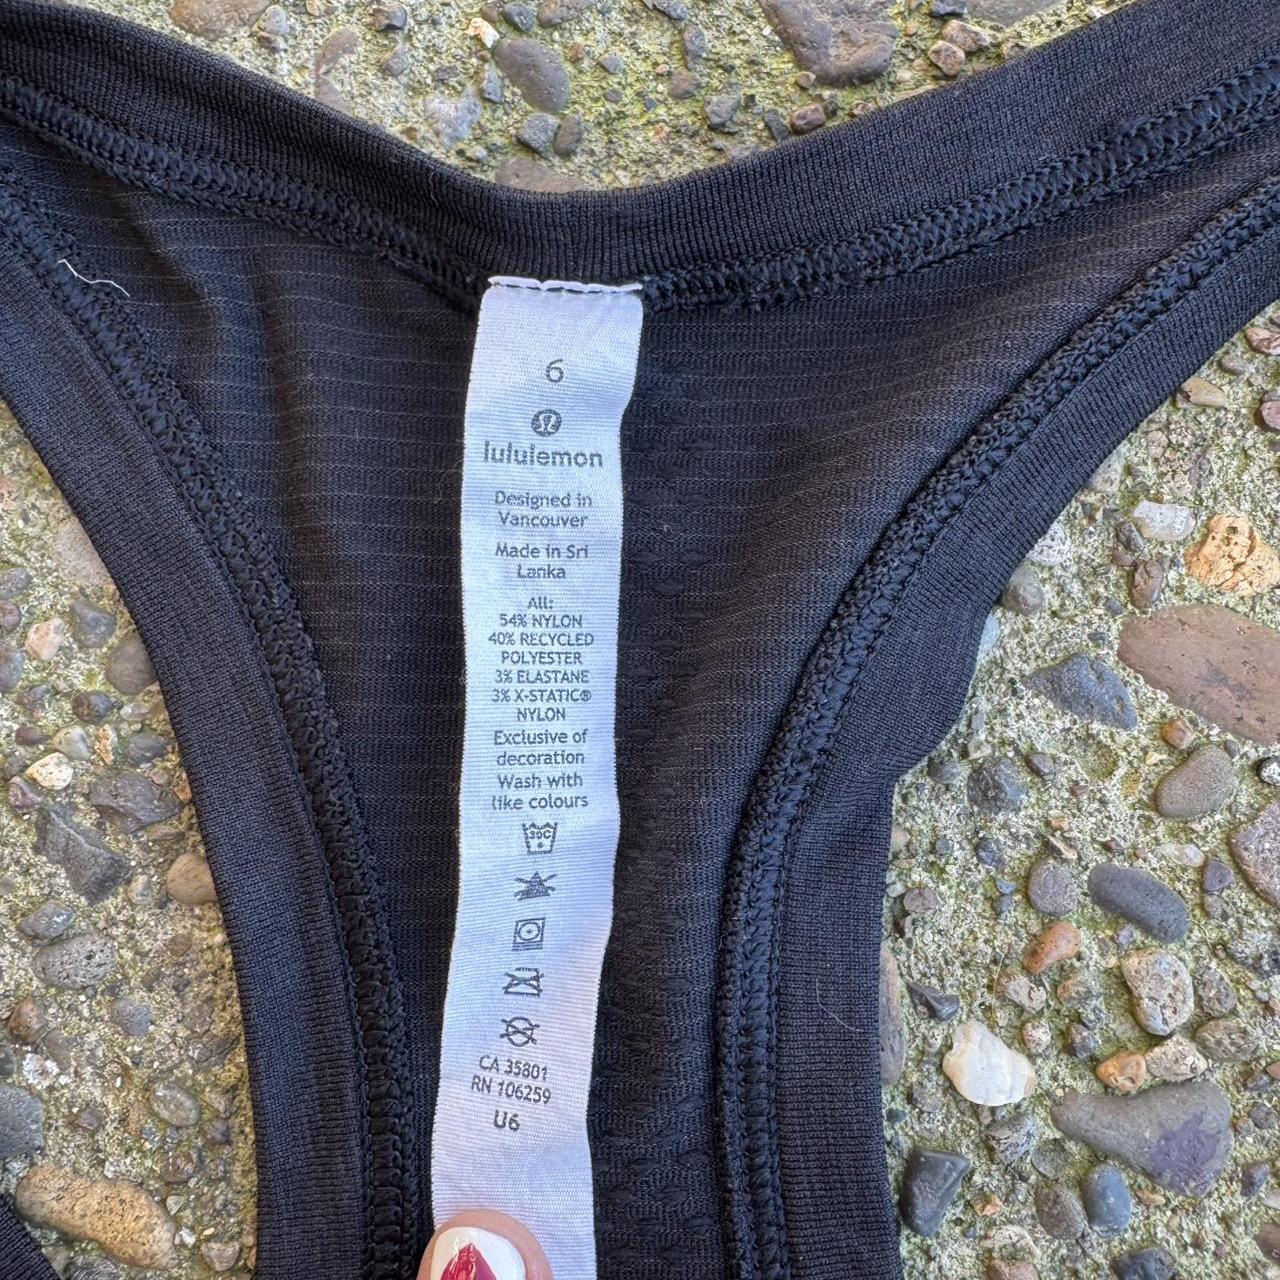 6
lululemon
Designed in
Vancouver
Made in Sri
Lanka
All:
54% NYLON
40% RECYCLED
POLYESTER
3% ELASTANE
3% X-STATIC®
NYLON
Exclusive of
decoration
Wash with
like colours
30C
CA 35801
RN 106259
U6